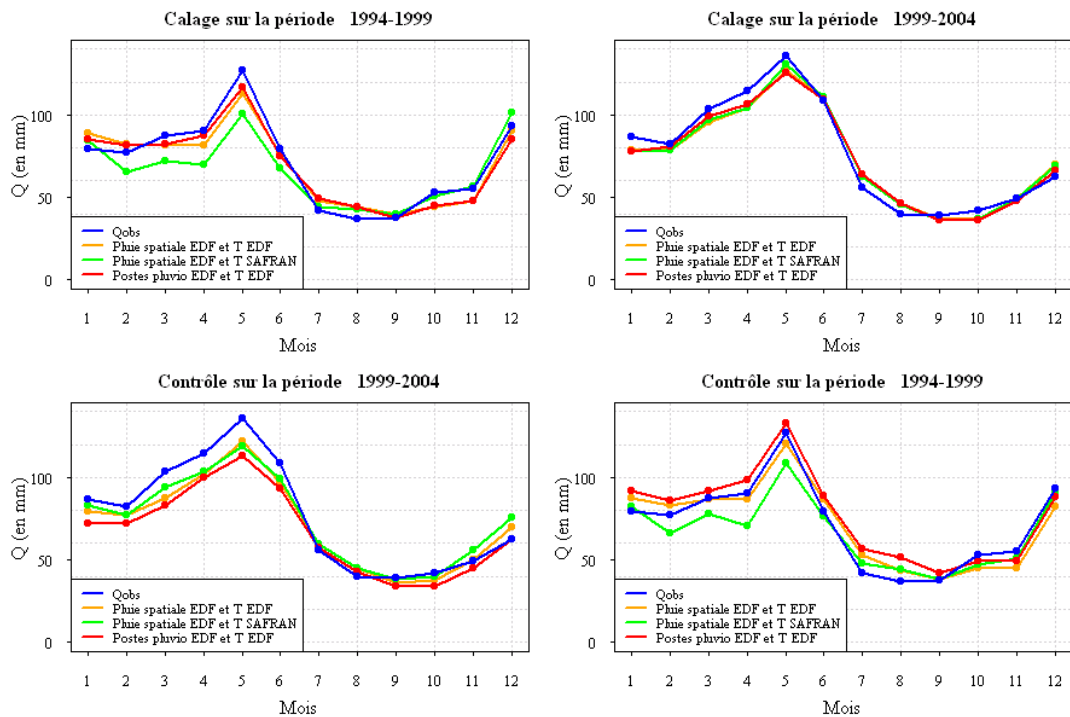 Calage sur la période 1994-1999
Q (en mm)
100
50
0
Qobs
Pluie spatiale EDF et T EDF
Pluie spatiale EDF et T SAFRAN
Postes pluvio EDF et T EDF
1 2 3 4 5 6 7 8 9 10 11 12
Mois
Calage sur la période 1999-2004
Q (en mm)
100
50
0
Qobs
Pluie spatiale EDF et T EDF
Pluie spatiale EDF et T SAFRAN
Postes pluvio EDF et T EDF
1 2 3 4 5 6 7 8 9 10 11 12
Mois
Contrôle sur la période 1999-2004
Q (en mm)
100
50
0
Qobs
Pluie spatiale EDF et T EDF
Pluie spatiale EDF et T SAFRAN
Postes pluvio EDF et T EDF
1 2 3 4 5 6 7 8 9 10 11 12
Mois
Contrôle sur la période 1994-1999
Q (en mm)
100
50
0
Qobs
Pluie spatiale EDF et T EDF
Pluie spatiale EDF et T SAFRAN
Postes pluvio EDF et T EDF
1 2 3 4 5 6 7 8 9 10 11 12
Mois